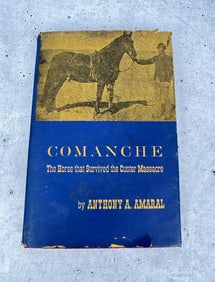 COMANCHE
The Horse that Survived the Custer Massacre
by ANTHONY A. AMARAL